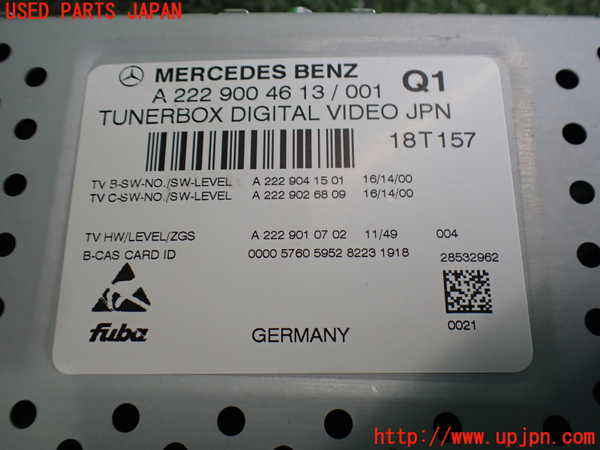 USED PARTS JAPAN
MERCEDES BENZ Q1
A 222 900 46 13 / 001
TUNERBOX DIGITAL VIDEO JPN
18T157
TV B-SW-NO./SW-LEVEL A 222 904 15 01 16/14/00
TV C-SW-NO./SW-LEVEL A 222 902 68 09 16/14/00
TV HW/LEVEL/ZGS A 222 901 07 02 11/49 004
B-CAS CARD ID 0000 5760 5952 8223 1918 28532962
0021
fuba GERMANY
UPJ http://www.upjpn.com/